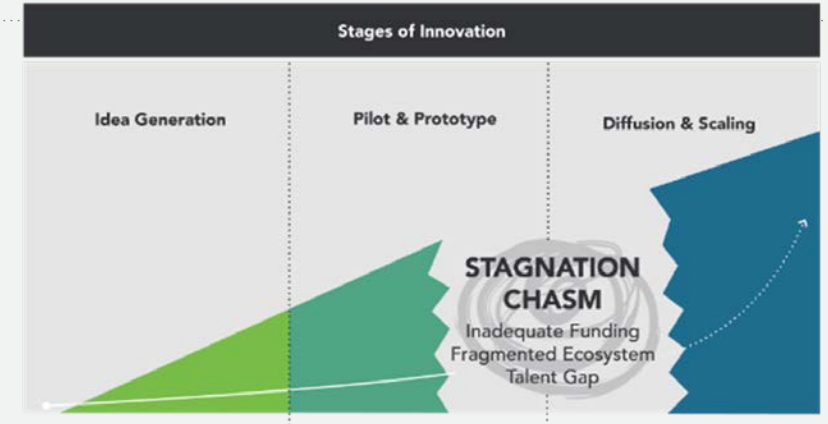 Stages of Innovation
Idea Generation
Pilot & Prototype
Diffusion & Scaling
STAGNATION
CHASM
Inadequate Funding
Fragmented Ecosystem
Talent Gap